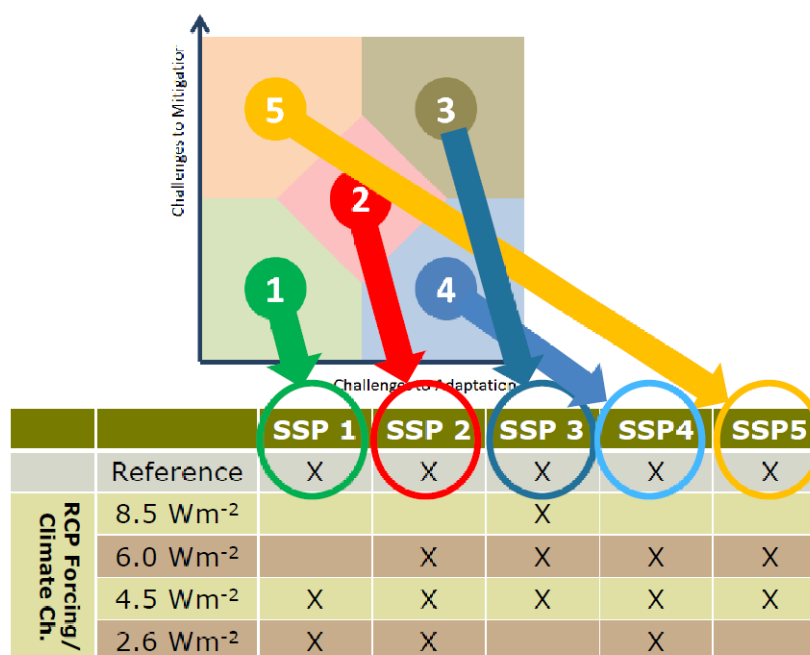 Challenges to Mitigation
5
3
2
1
4
Challenges to Adaptation
SSP 1 SSP 2 SSP 3 SSP4 SSP5
Reference X X X X X
RCP Forcing/
Climate Ch.
8.5 Wm-2 X
6.0 Wm-2 X X X X
4.5 Wm-2 X X X X X
2.6 Wm-2 X X X